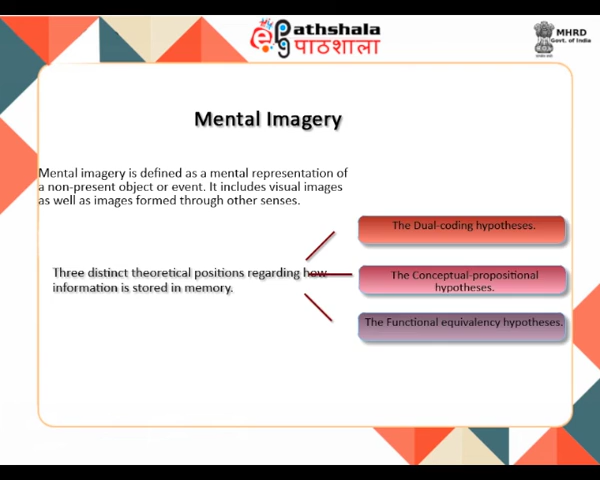 Pathshala
पाठशाला
MHRD
Govt. of India
Mental Imagery
Mental imagery is defined as a mental representation of
a non-present object or event. It includes visual images
as well as images formed through other senses.
The Dual-coding hypotheses.
Three distinct theoretical positions regarding how
information is stored in memory.
The Conceptual-propositional
hypotheses.
The Functional equivalency hypotheses.